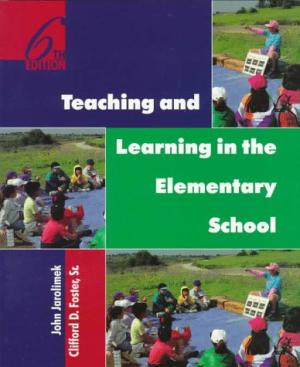 6TH
EDITION
Teaching and
Learning in the
Elementary
School
John Jarolimek
Clifford D. Foster, Sr.